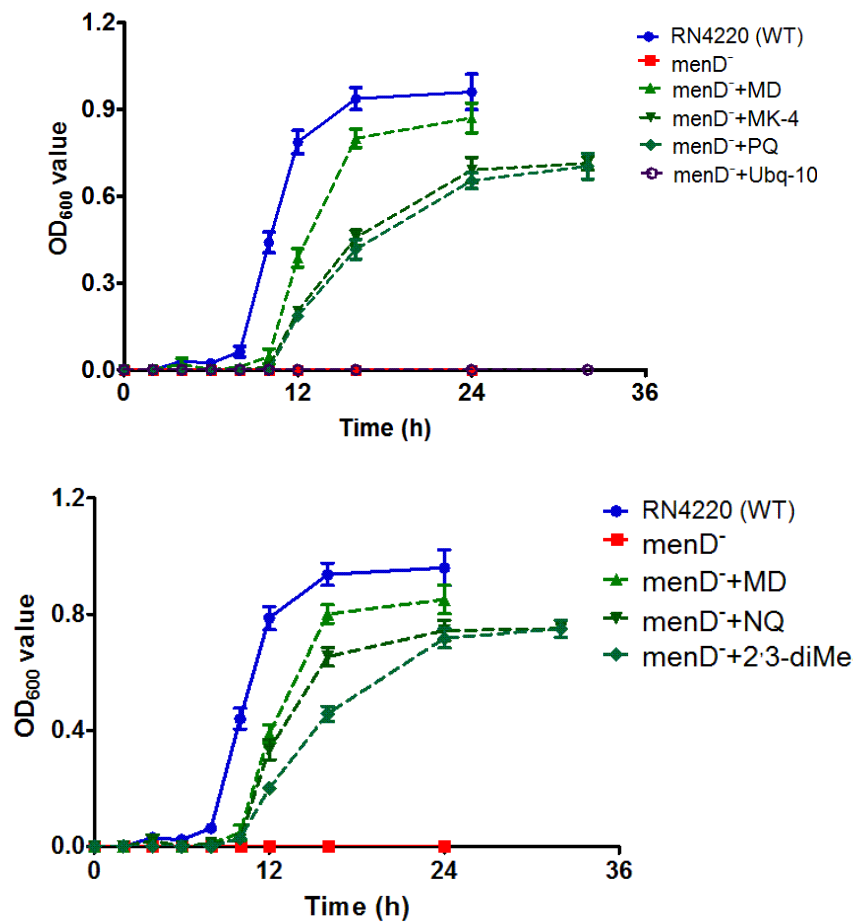 1.2
0.9
0.6
0.3
0.0
OD₆₀₀ value
0 12 24 36
Time (h)
RN4220 (WT)
menD⁻
menD⁻+MD
menD⁻+MK-4
menD⁻+PQ
menD⁻+Ubq-10
1.2
0.8
0.4
0.0
OD₆₀₀ value
0 12 24 36
Time (h)
RN4220 (WT)
menD⁻
menD⁻+MD
menD⁻+NQ
menD⁻+2,3-diMe